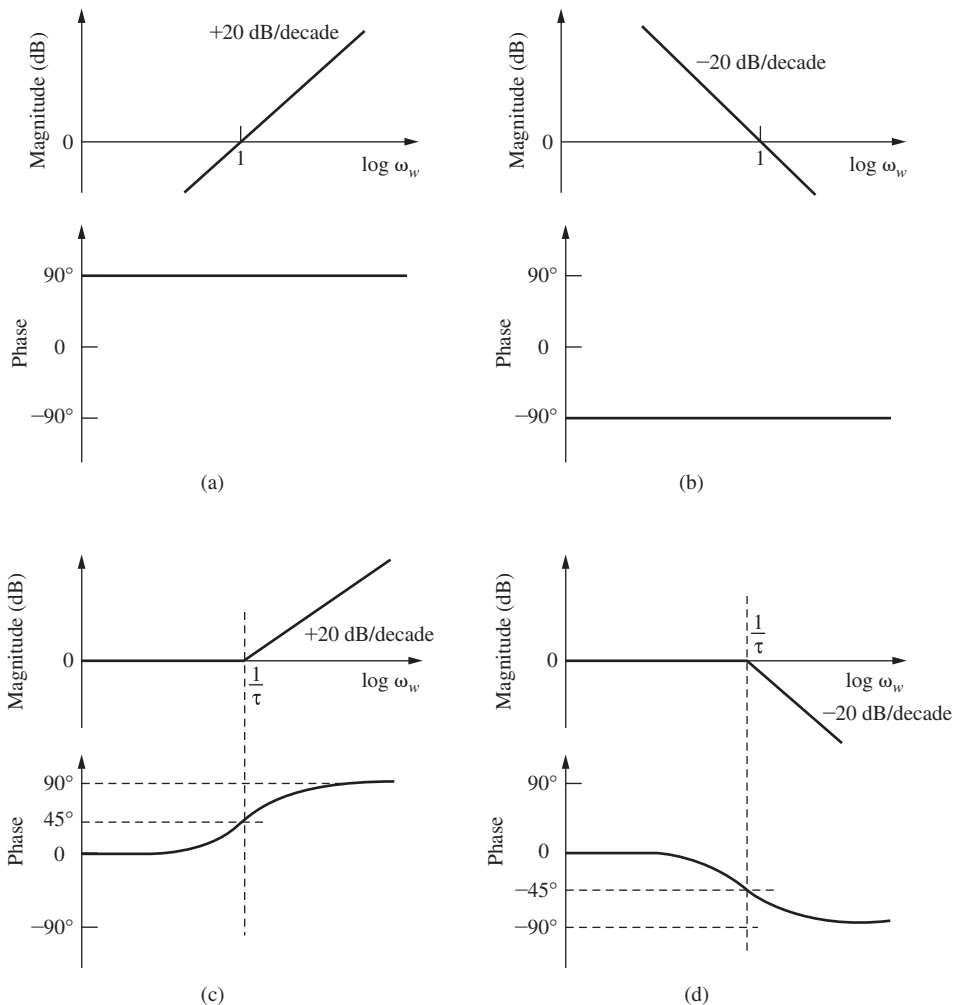 Magnitude (dB)
+20 dB/decade
0
1
log ω_w
Phase
90°
0
−90°
(a)
Magnitude (dB)
−20 dB/decade
0
1
log ω_w
Phase
90°
0
−90°
(b)
Magnitude (dB)
+20 dB/decade
0
1
τ
log ω_w
Phase
90°
45°
0
−90°
(c)
Magnitude (dB)
1
τ
0
log ω_w
−20 dB/decade
Phase
90°
0
−45°
−90°
(d)